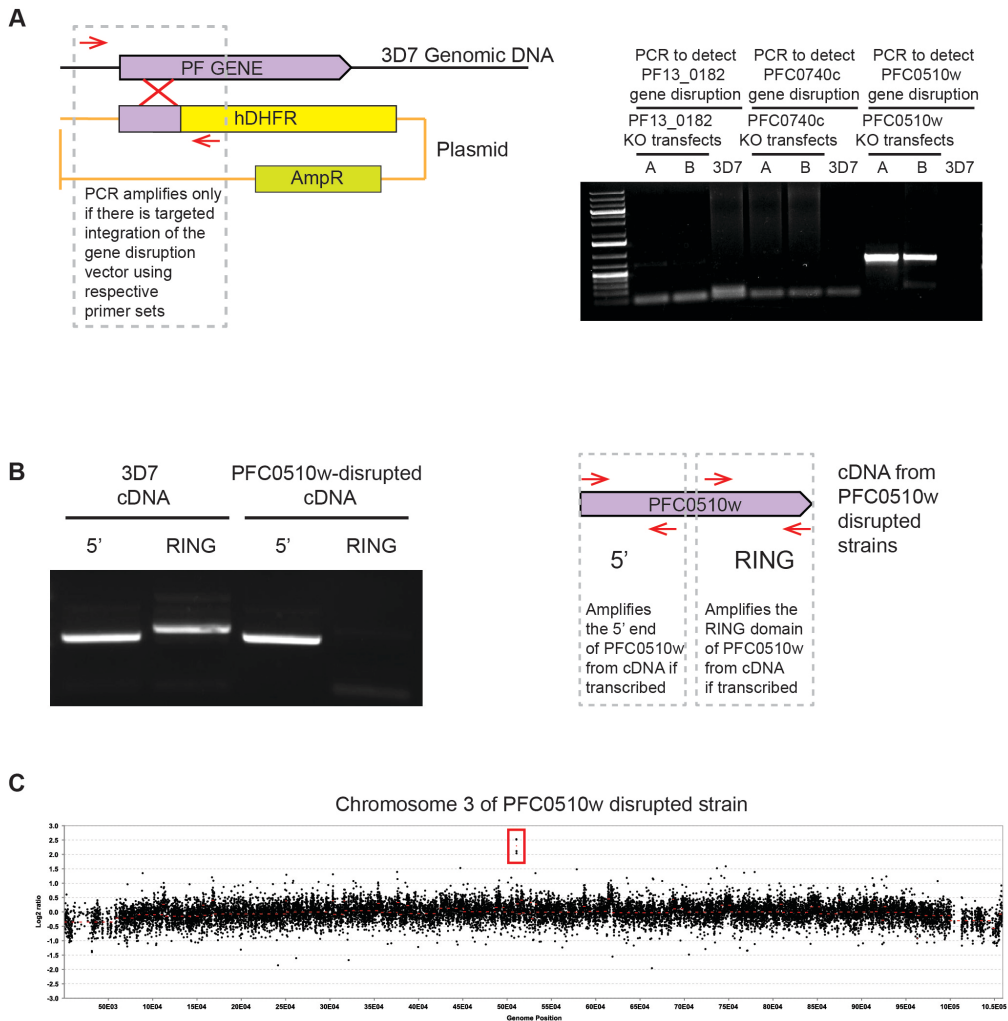 A
PF GENE
3D7 Genomic DNA
hDHFR
Plasmid
AmpR
PCR amplifies only
if there is targeted
integration of the
gene disruption
vector using
respective
primer sets
PCR to detect
PF13_0182
gene disruption
PCR to detect
PFC0740c
gene disruption
PCR to detect
PFC0510w
gene disruption
PF13_0182
KO transfects
PFC0740c
KO transfects
PFC0510w
KO transfects
A B 3D7 A B 3D7 A B 3D7
B
3D7
cDNA
PFC0510w-disrupted
cDNA
5’ RING 5’ RING
PFC0510w
5’ RING
Amplifies
the 5’ end
of PFC0510w
from cDNA if
transcribed
Amplifies the
RING domain
of PFC0510w
from cDNA
if transcribed
cDNA from
PFC0510w
disrupted
strains
C
Chromosome 3 of PFC0510w disrupted strain
Log2 ratio
3.0
2.5
2.0
1.5
1.0
0.5
0.0
-0.5
-1.0
-1.5
-2.0
-2.5
-3.0
50E03 10E04 15E04 20E04 25E04 30E04 35E04 40E04 45E04 50E04 55E04 60E04 65E04 70E04 75E04 80E04 85E04 90E04 95E04 10E05 10.5E05
Genome Position